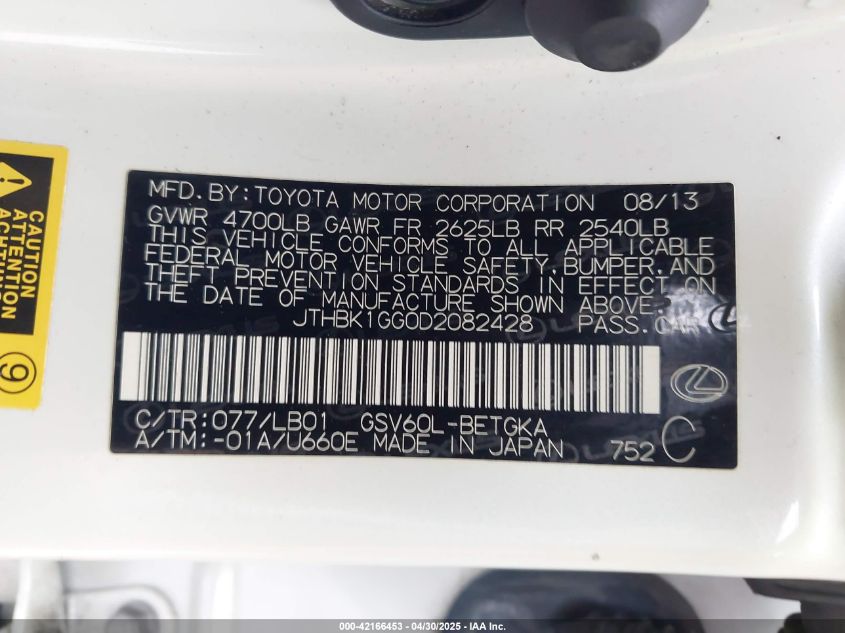 MFD.BY:TOYOTA MOTOR CORPORATION 08/13
GVWR 4700LB GAWR FR 2625LB RR 2540LB
THIS VEHICLE CONFORMS TO ALL APPLICABLE
FEDERAL MOTOR VEHICLE SAFETY,BUMPER,AND
THEFT PREVENTION STANDARDS IN EFFECT ON
THE DATE OF MANUFACTURE SHOWN ABOVE.
JTHBK1GG0D2082428 PASS.CAR
C/TR:077/LB01 GSV60L-BETGKA
A/TM:-01A/U660E MADE IN JAPAN 752 C
CAUTION
ATTENTION
ACHTUNG
9
000-42166453 - 04/30/2025 - IAA Inc.